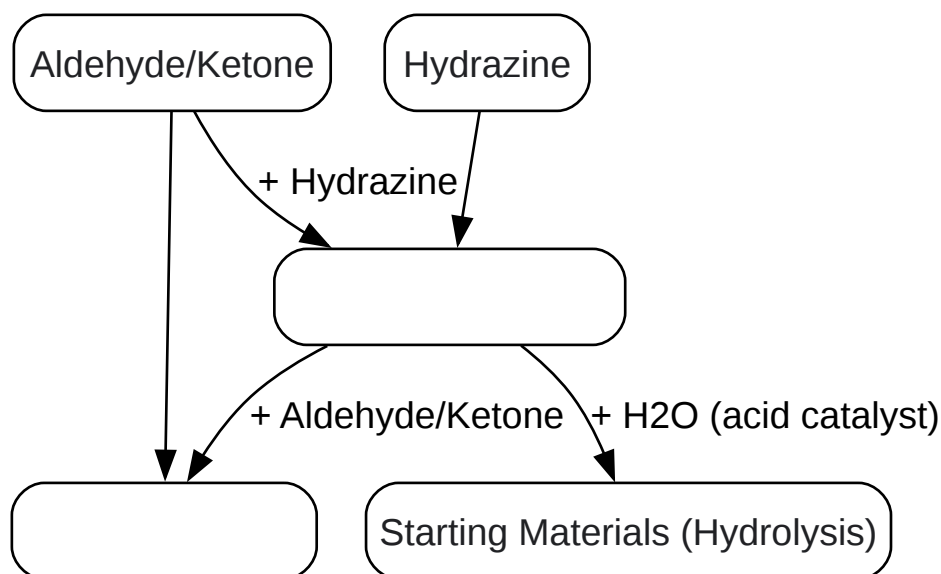 Aldehyde/Ketone
Hydrazine
+ Hydrazine
+ Aldehyde/Ketone
+ H2O (acid catalyst)
Starting Materials (Hydrolysis)